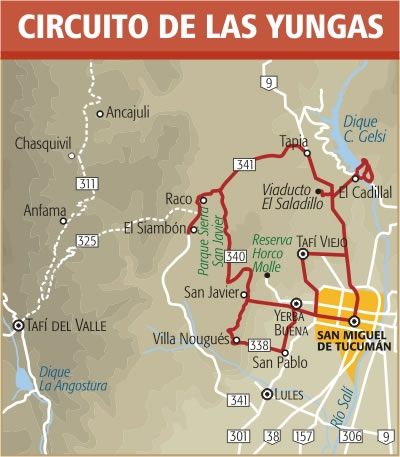 CIRCUITO DE LAS YUNGAS
9
Ancajuli
Dique
C. Gelsi
Tapia
Chasquivil
341
311
Viaducto
El Saladillo
El Cadillal
Raco
Anfama
El Siambón
Parque Sierra
San Javier
Reserva
Horco
Molle
TAFÍ VIEJO
325
340
San Javier
YERBA
BUENA
TAFÍ DEL VALLE
SAN MIGUEL
DE TUCUMÁN
Villa Nougués
338
San Pablo
Dique
La Angostura
LULES
Río Salí
341
301
38
157
306
9